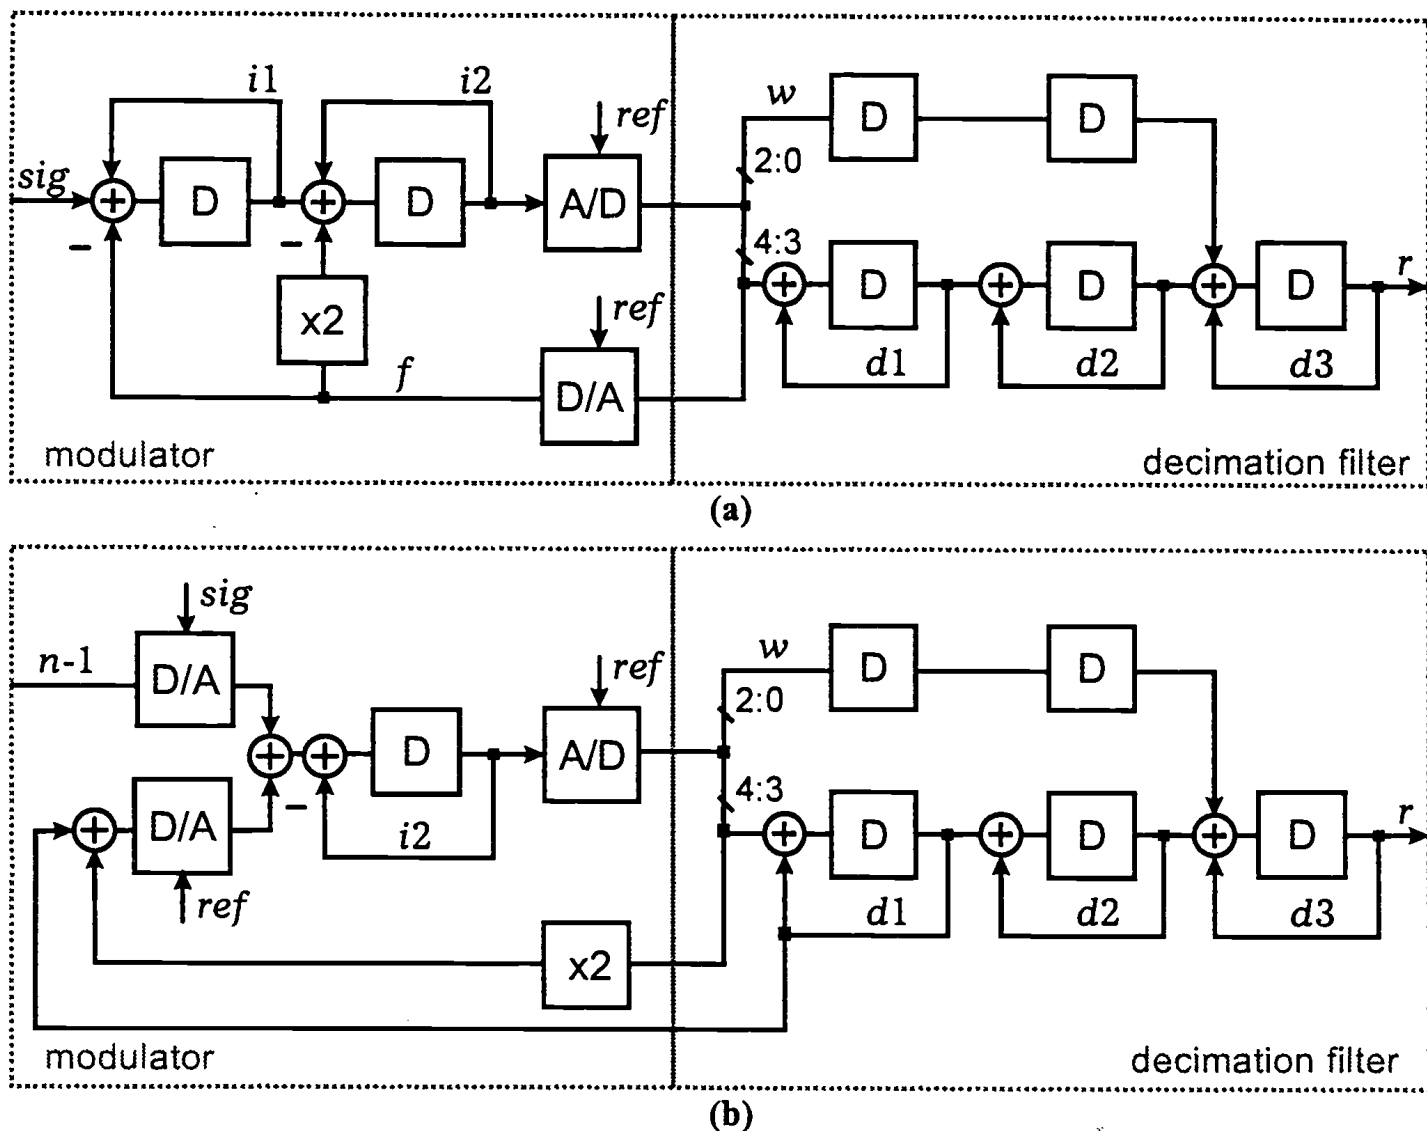 i1
i2
ref
w
D
D
2:0
sig
+
D
+
D
A/D
4:3
−
−
+
D
+
D
+
D
r
x2
ref
f
D/A
d1
d2
d3
modulator
decimation filter
(a)
sig
n-1
D/A
ref
w
D
D
2:0
+
+
D
A/D
4:3
−
+
D/A
i2
+
D
+
D
+
D
r
ref
x2
d1
d2
d3
modulator
decimation filter
(b)